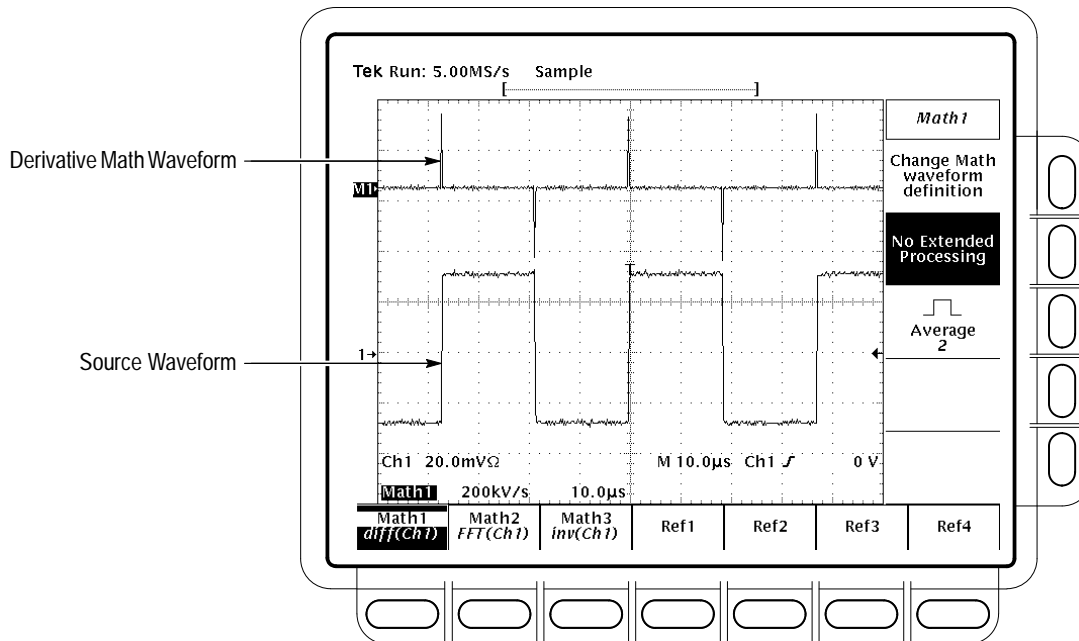 Tek Run: 5.00MS/s Sample
Math1
Derivative Math Waveform
Change Math
waveform
definition
M1
No Extended
Processing
T
Average
2
1
Source Waveform
Ch1 20.0mVΩ M 10.0µs Ch1 0 V
Math1 200kV/s 10.0µs
Math1
diff(Ch1)
Math2
FFT(Ch1)
Math3
inv(Ch1)
Ref1
Ref2
Ref3
Ref4